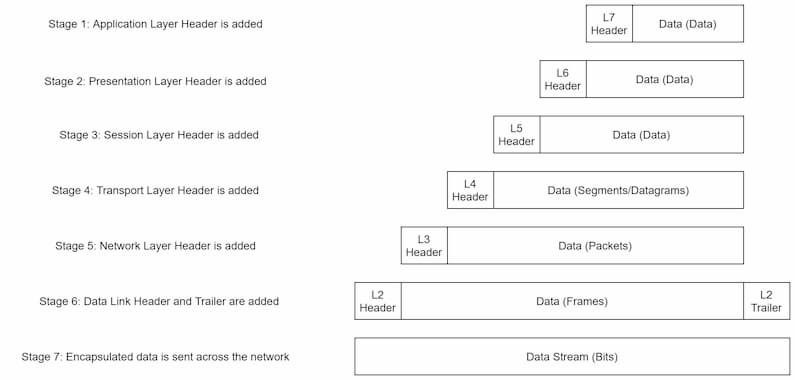 Stage 1: Application Layer Header is added
L7
Header
Data (Data)
Stage 2: Presentation Layer Header is added
L6
Header
Data (Data)
Stage 3: Session Layer Header is added
L5
Header
Data (Data)
Stage 4: Transport Layer Header is added
L4
Header
Data (Segments/Datagrams)
Stage 5: Network Layer Header is added
L3
Header
Data (Packets)
Stage 6: Data Link Header and Trailer are added
L2
Header
Data (Frames)
L2
Trailer
Stage 7: Encapsulated data is sent across the network
Data Stream (Bits)